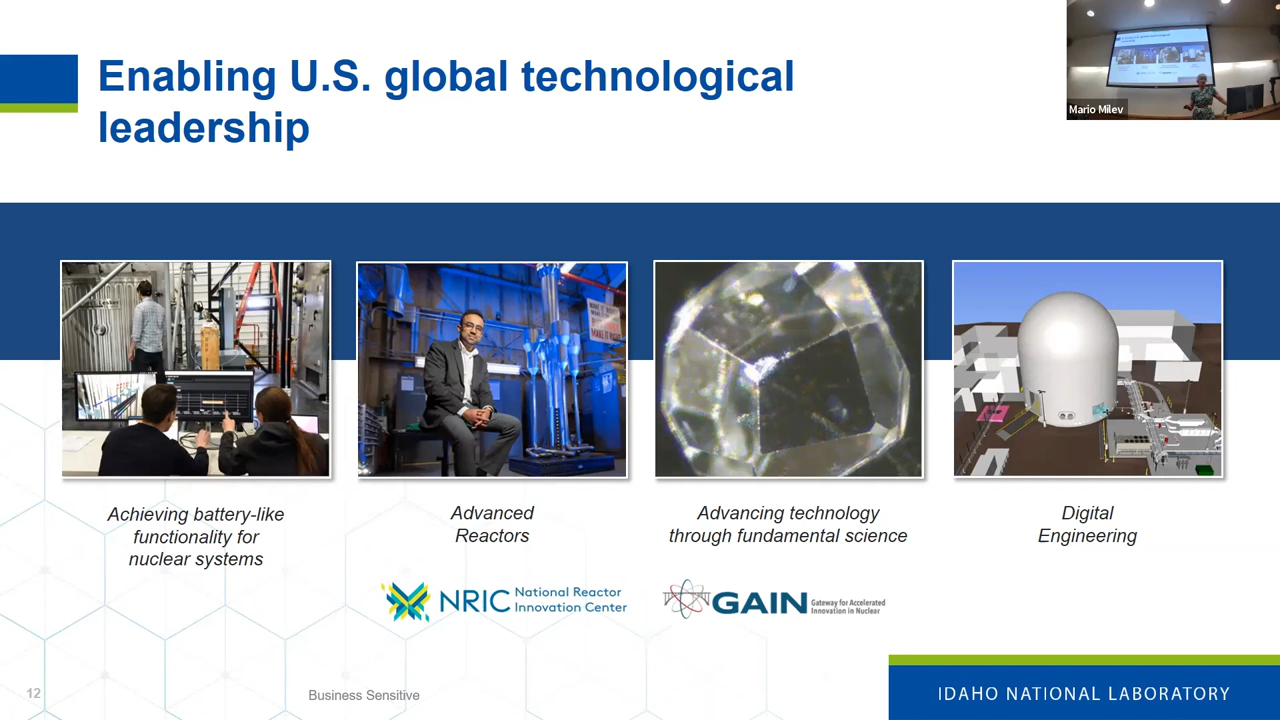 Enabling U.S. global technological
leadership
Mario Milev
Achieving battery-like
functionality for
nuclear systems
Advanced
Reactors
Advancing technology
through fundamental science
Digital
Engineering
NRIC National Reactor
Innovation Center
GAIN Gateway for Accelerated
Innovation in Nuclear
12
Business Sensitive
IDAHO NATIONAL LABORATORY